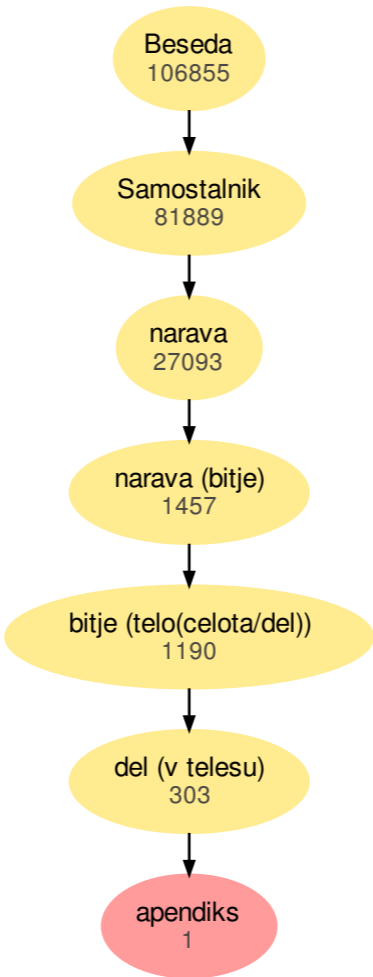 Beseda
106855
Samostalnik
81889
narava
27093
narava (bitje)
1457
bitje (telo(celota/del))
1190
del (v telesu)
303
apendiks
1